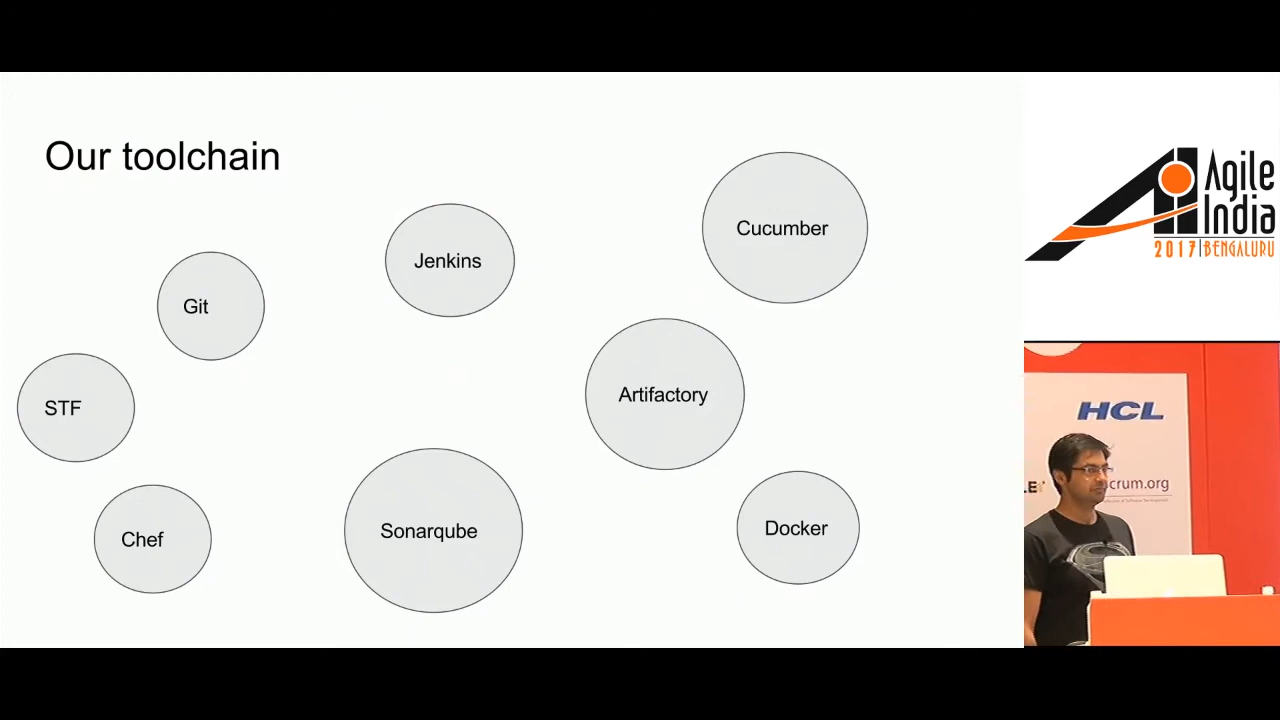 Our toolchain
Cucumber
Jenkins
Git
Artifactory
STF
Sonarqube
Docker
Chef
Agile
India
2017|BENGALURU
HCL
crum.org